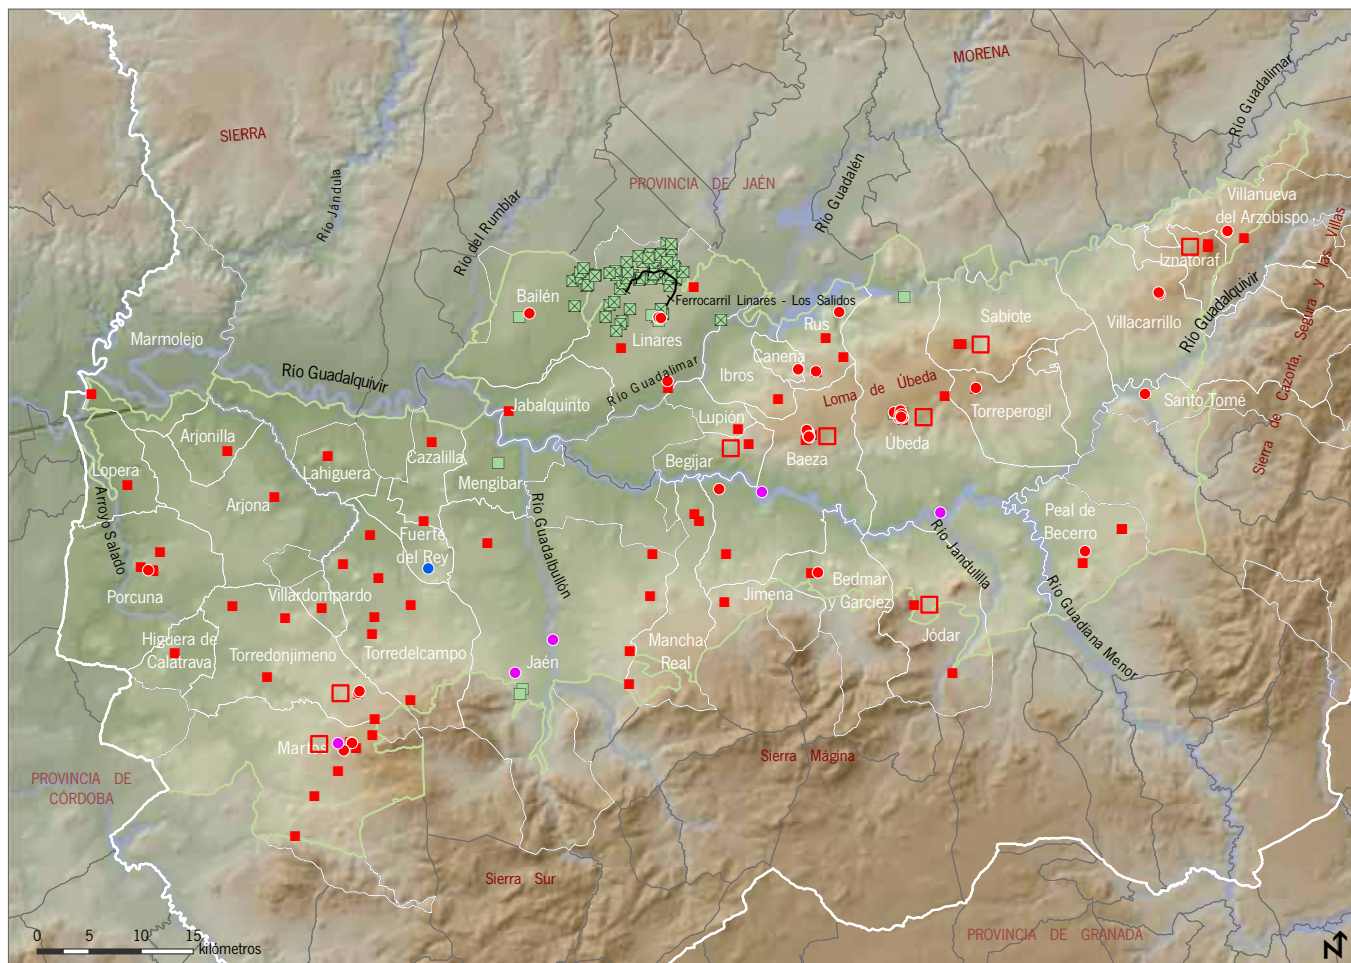 MORENA
SIERRA
Río Guadalimar
Río Jándula
PROVINCIA DE JAÉN
Río Guadalén
Río del Rumblar
Villanueva
del Arzobispo
Iznatoraf
Sierra de Cazorla, Segura y las Villas
Río Guadalquivir
Bailén
Ferrocarril Linares - Los Salidos
Linares
Rus
Sabiote
Villacarrillo
Marmolejo
Canena
Ibros
Río Guadalquivir
Río Guadalimar
Loma de Úbeda
Santo Tomé
Jabalquinto
Lupión
Torreperogil
Úbeda
Arjonilla
Cazalilla
Lahiguera
Lopera
Begíjar
Baeza
Mengibar
Arjona
Arroyo Salado
Río Guadalbullón
Peal de
Becerro
Fuerte
del Rey
Río Jandulilla
Porcuna
Villardompardo
Jimena
Bedmar
y Garciez
Río Guadiana Menor
Higuera de
Calatrava
Torredonjimeno
Torredelcampo
Jaén
Mancha
Real
Jódar
Martos
Sierra Mágina
PROVINCIA DE
CÓRDOBA
Sierra Sur
PROVINCIA DE GRANADA
0 5 10 15
kilómetros
N